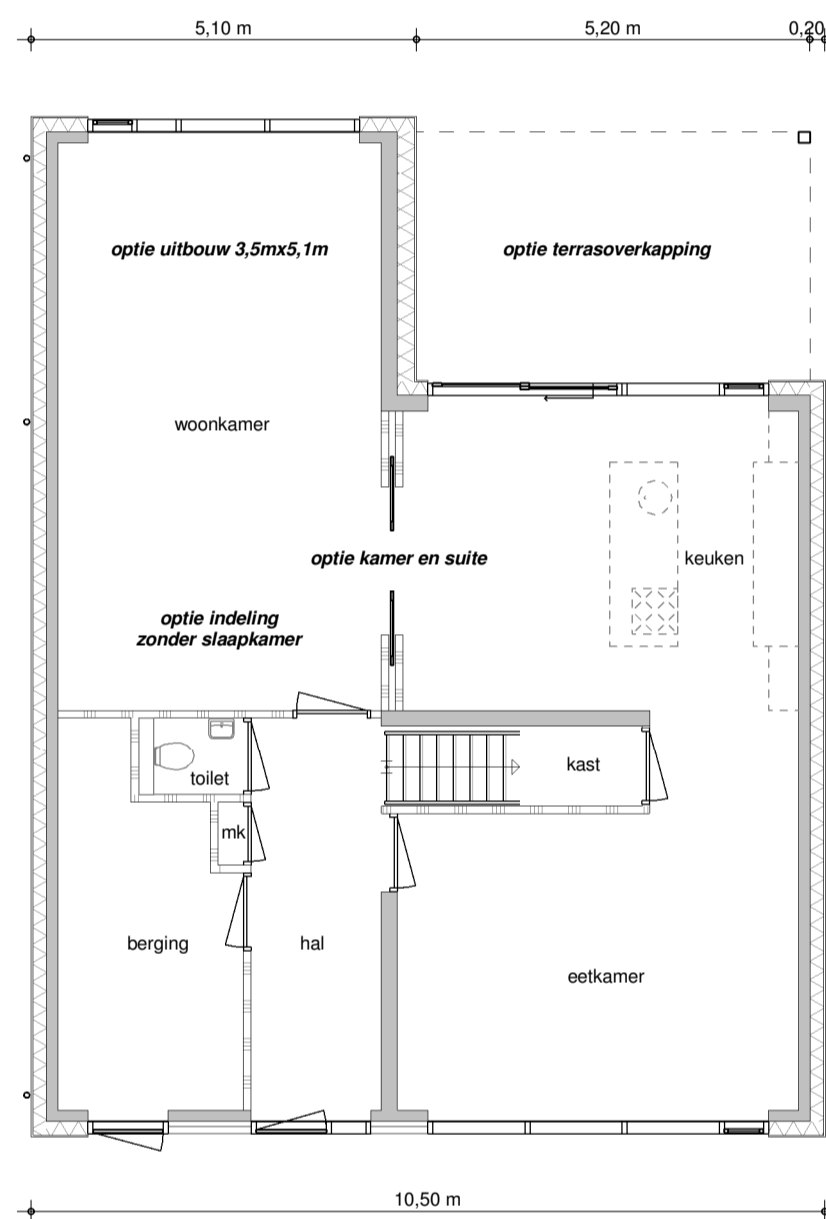 5,10 m
5,20 m
0,20
optie uitbouw 3,5mx5,1m
optie terrasoverkapping
woonkamer
optie kamer en suite
keuken
optie indeling
zonder slaapkamer
toilet
kast
mk
berging
hal
eetkamer
10,50 m